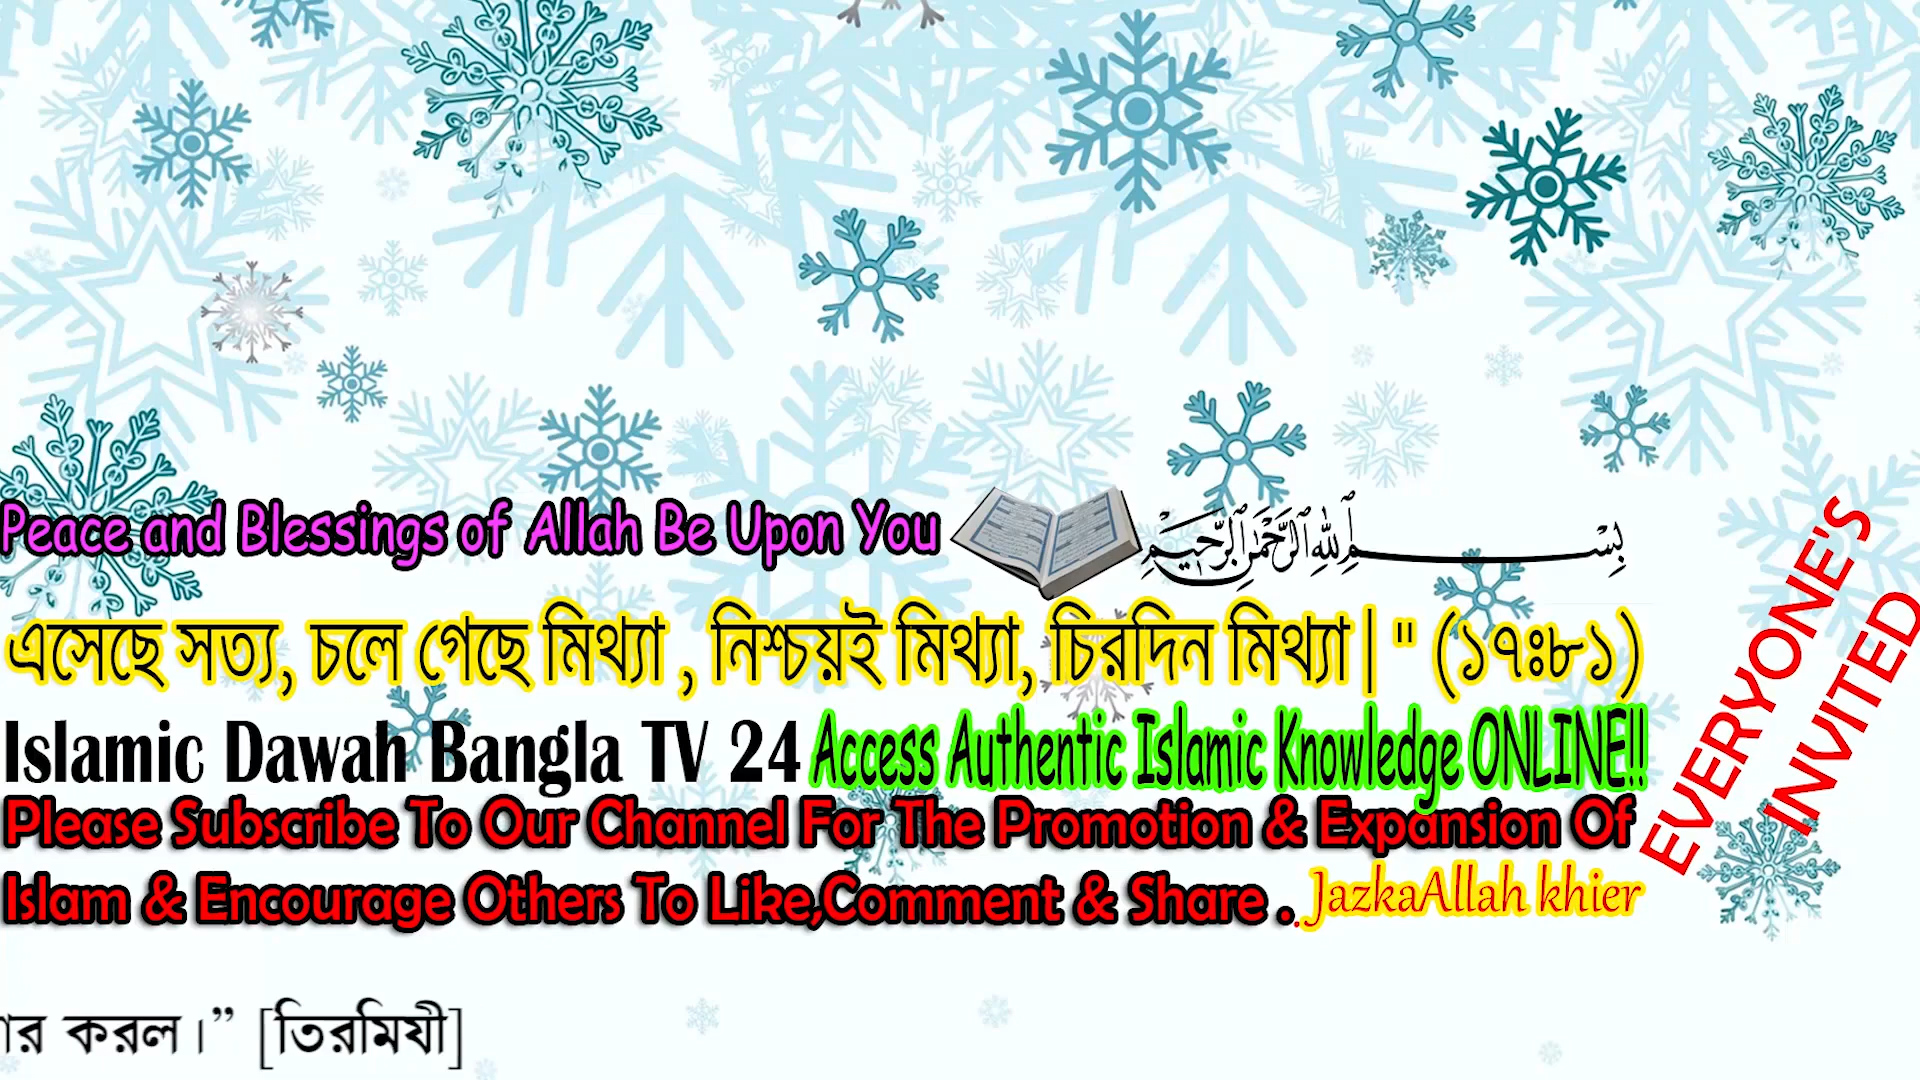 Peace and Blessings of Allah Be Upon You
بِسْمِ اللهِ الرَّحْمٰنِ الرَّحِيْمِ
এসেছে সত্য, চলে গেছে মিথ্যা , নিশ্চয়ই মিথ্যা, চিরদিন মিথ্যা| " (১৭ঃ৮১)
Islamic Dawah Bangla TV 24 Access Authentic Islamic Knowledge ONLINE!!
Please Subscribe To Our Channel For The Promotion & Expansion Of
Islam & Encourage Others To Like,Comment & Share .. JazkaAllah khier
EVERYONE'S
INVITED
করল।” [তিরমিযী]